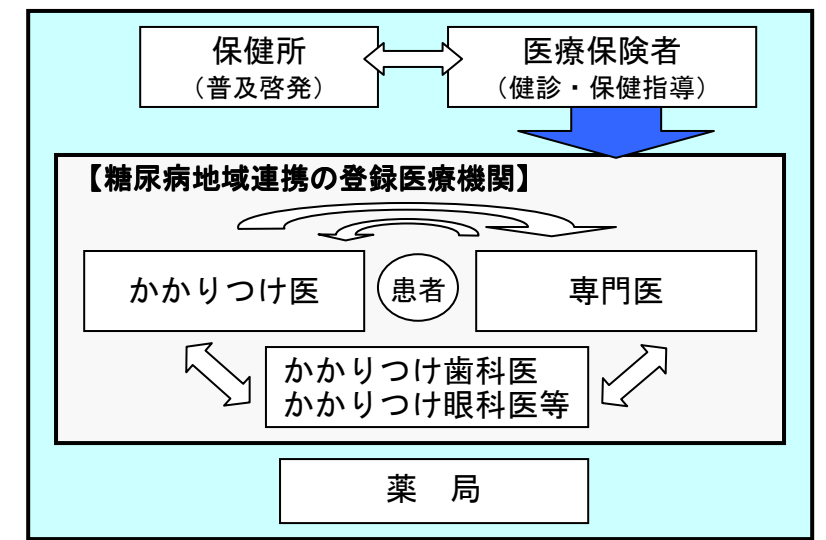 保健所
（普及啓発）
医療保険者
（健診・保健指導）
【糖尿病地域連携の登録医療機関】
かかりつけ医
患者
専門医
かかりつけ歯科医
かかりつけ眼科医等
薬　局